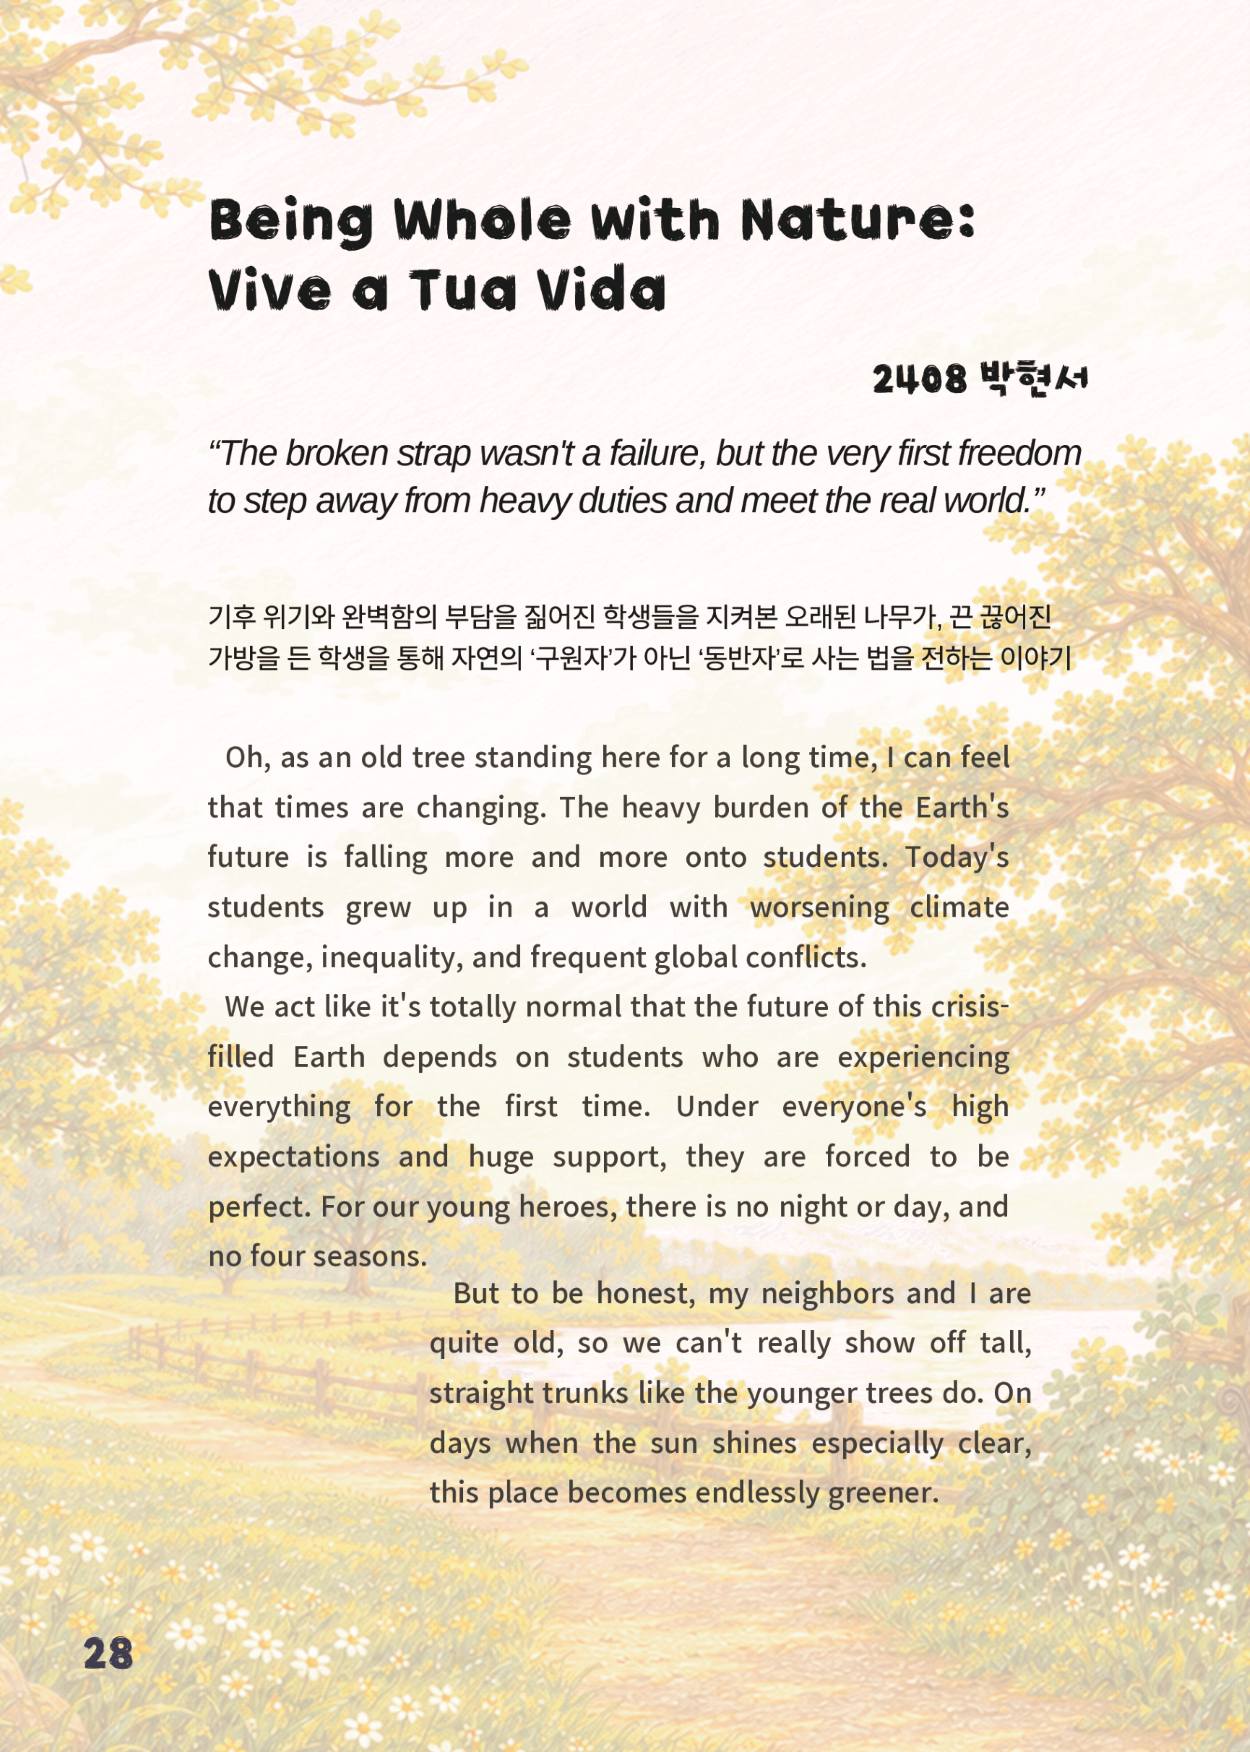 Being Whole with Nature:
Vive a Tua Vida
2408 박현서
“The broken strap wasn't a failure, but the very first freedom
to step away from heavy duties and meet the real world.”
기후 위기와 완벽함의 부담을 짊어진 학생들을 지켜본 오래된 나무가, 끈 끊어진
가방을 든 학생을 통해 자연의 ‘구원자’가 아닌 ‘동반자’로 사는 법을 전하는 이야기
Oh, as an old tree standing here for a long time, I can feel
that times are changing. The heavy burden of the Earth's
future is falling more and more onto students. Today's
students grew up in a world with worsening climate
change, inequality, and frequent global conflicts.
We act like it's totally normal that the future of this crisis-
filled Earth depends on students who are experiencing
everything for the first time. Under everyone's high
expectations and huge support, they are forced to be
perfect. For our young heroes, there is no night or day, and
no four seasons.
But to be honest, my neighbors and I are
quite old, so we can't really show off tall,
straight trunks like the younger trees do. On
days when the sun shines especially clear,
this place becomes endlessly greener.
28